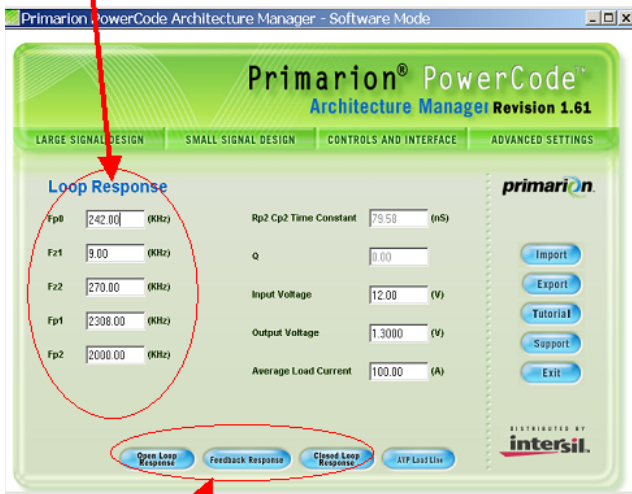 Primarion PowerCode Architecture Manager - Software Mode
Primarion® PowerCode™
Architecture Manager Revision 1.61
LARGE SIGNAL DESIGN SMALL SIGNAL DESIGN CONTROLS AND INTERFACE ADVANCED SETTINGS
Loop Response
primarion.
Fp0 242.00 (KHz) Rp2 Cp2 Time Constant 79.58 (nS)
Fz1 9.00 (KHz) Q 0.00
Import
Fz2 270.00 (KHz) Input Voltage 12.00 (V)
Export
Tutorial
Fp1 2308.00 (KHz) Output Voltage 1.3000 (V)
Support
Fp2 2000.00 (KHz) Average Load Current 100.00 (A)
Exit
DISTRIBUTED BY
intersil.
Open Loop Response Feedback Response Closed Loop Response AVP Load Line